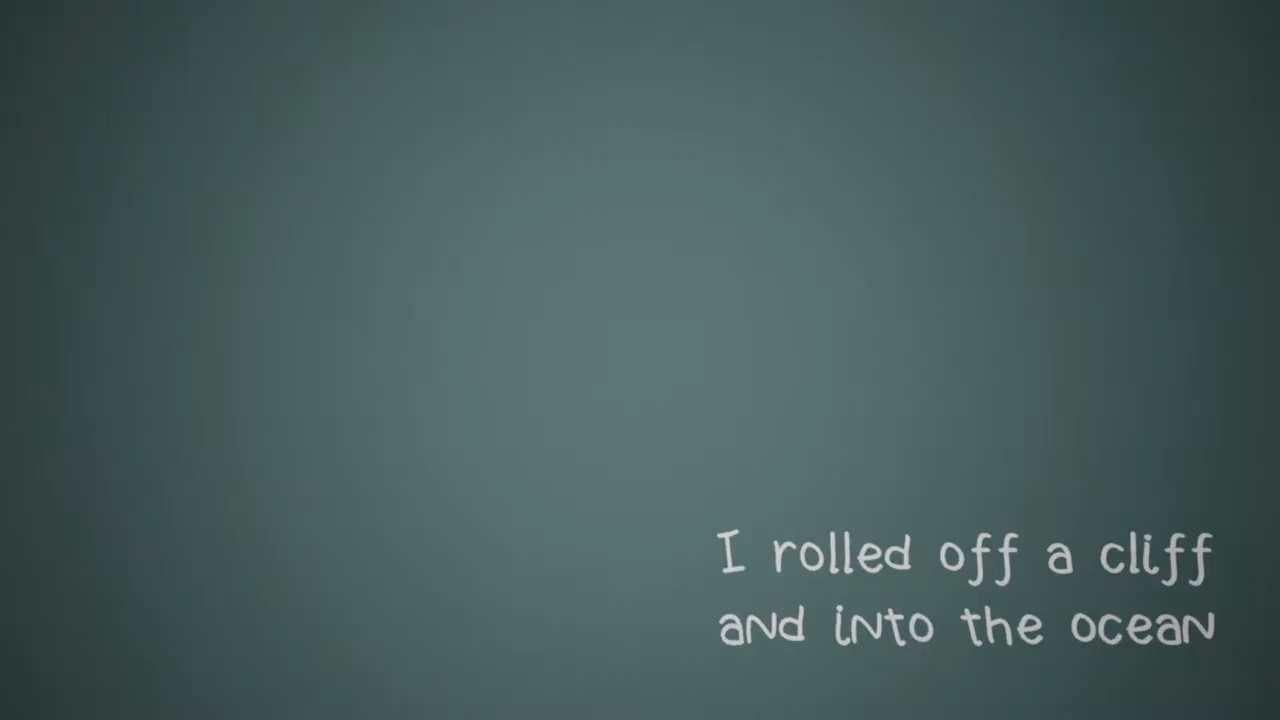 I rolled off a cliff
and into the ocean